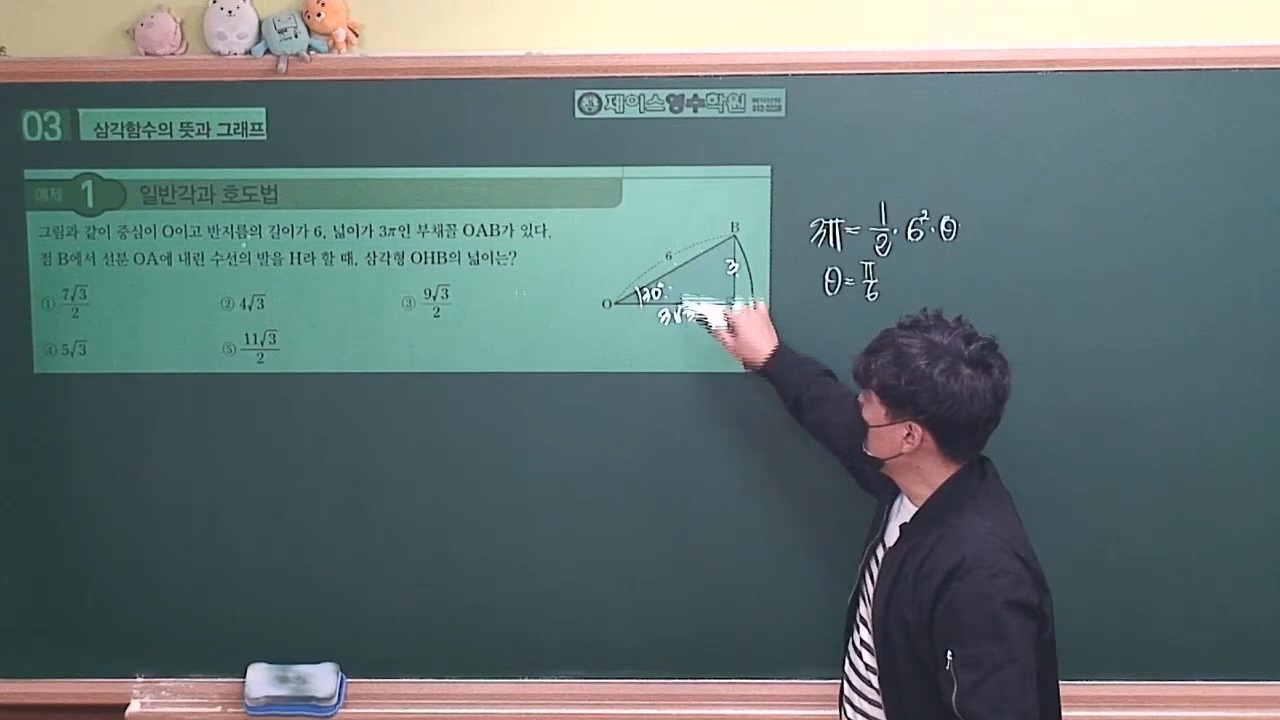 제이스영수학원
03 삼각함수의 뜻과 그래프
예제 1 일반각과 호도법
그림과 같이 중심이 O이고 반지름의 길이가 6, 넓이가 3π인 부채꼴 OAB가 있다.
점 B에서 선분 OA에 내린 수선의 발을 H라 할 때, 삼각형 OHB의 넓이는?
① 7√3/2 ② 4√3 ③ 9√3/2
④ 5√3 ⑤ 11√3/2
B
6
3
O
3√3
3π = 1/2 · 6² · θ
θ = π/6